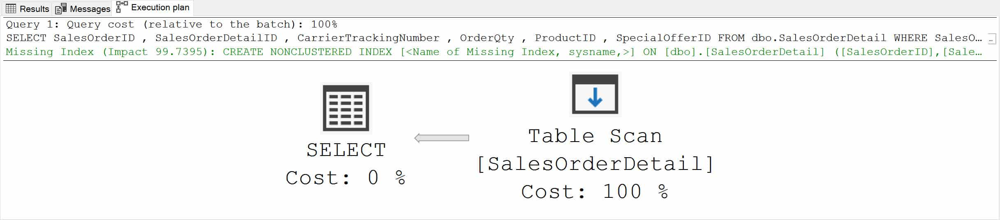 Results Messages Execution plan
Query 1: Query cost (relative to the batch): 100%
SELECT SalesOrderID , SalesOrderDetailID , CarrierTrackingNumber , OrderQty , ProductID , SpecialOfferID FROM dbo.SalesOrderDetail WHERE SalesO… ...
Missing Index (Impact 99.7395): CREATE NONCLUSTERED INDEX [<Name of Missing Index, sysname,>] ON [dbo].[SalesOrderDetail] ([SalesOrderID],[Sale…
Table Scan
[SalesOrderDetail]
Cost: 100 %
SELECT
Cost: 0 %